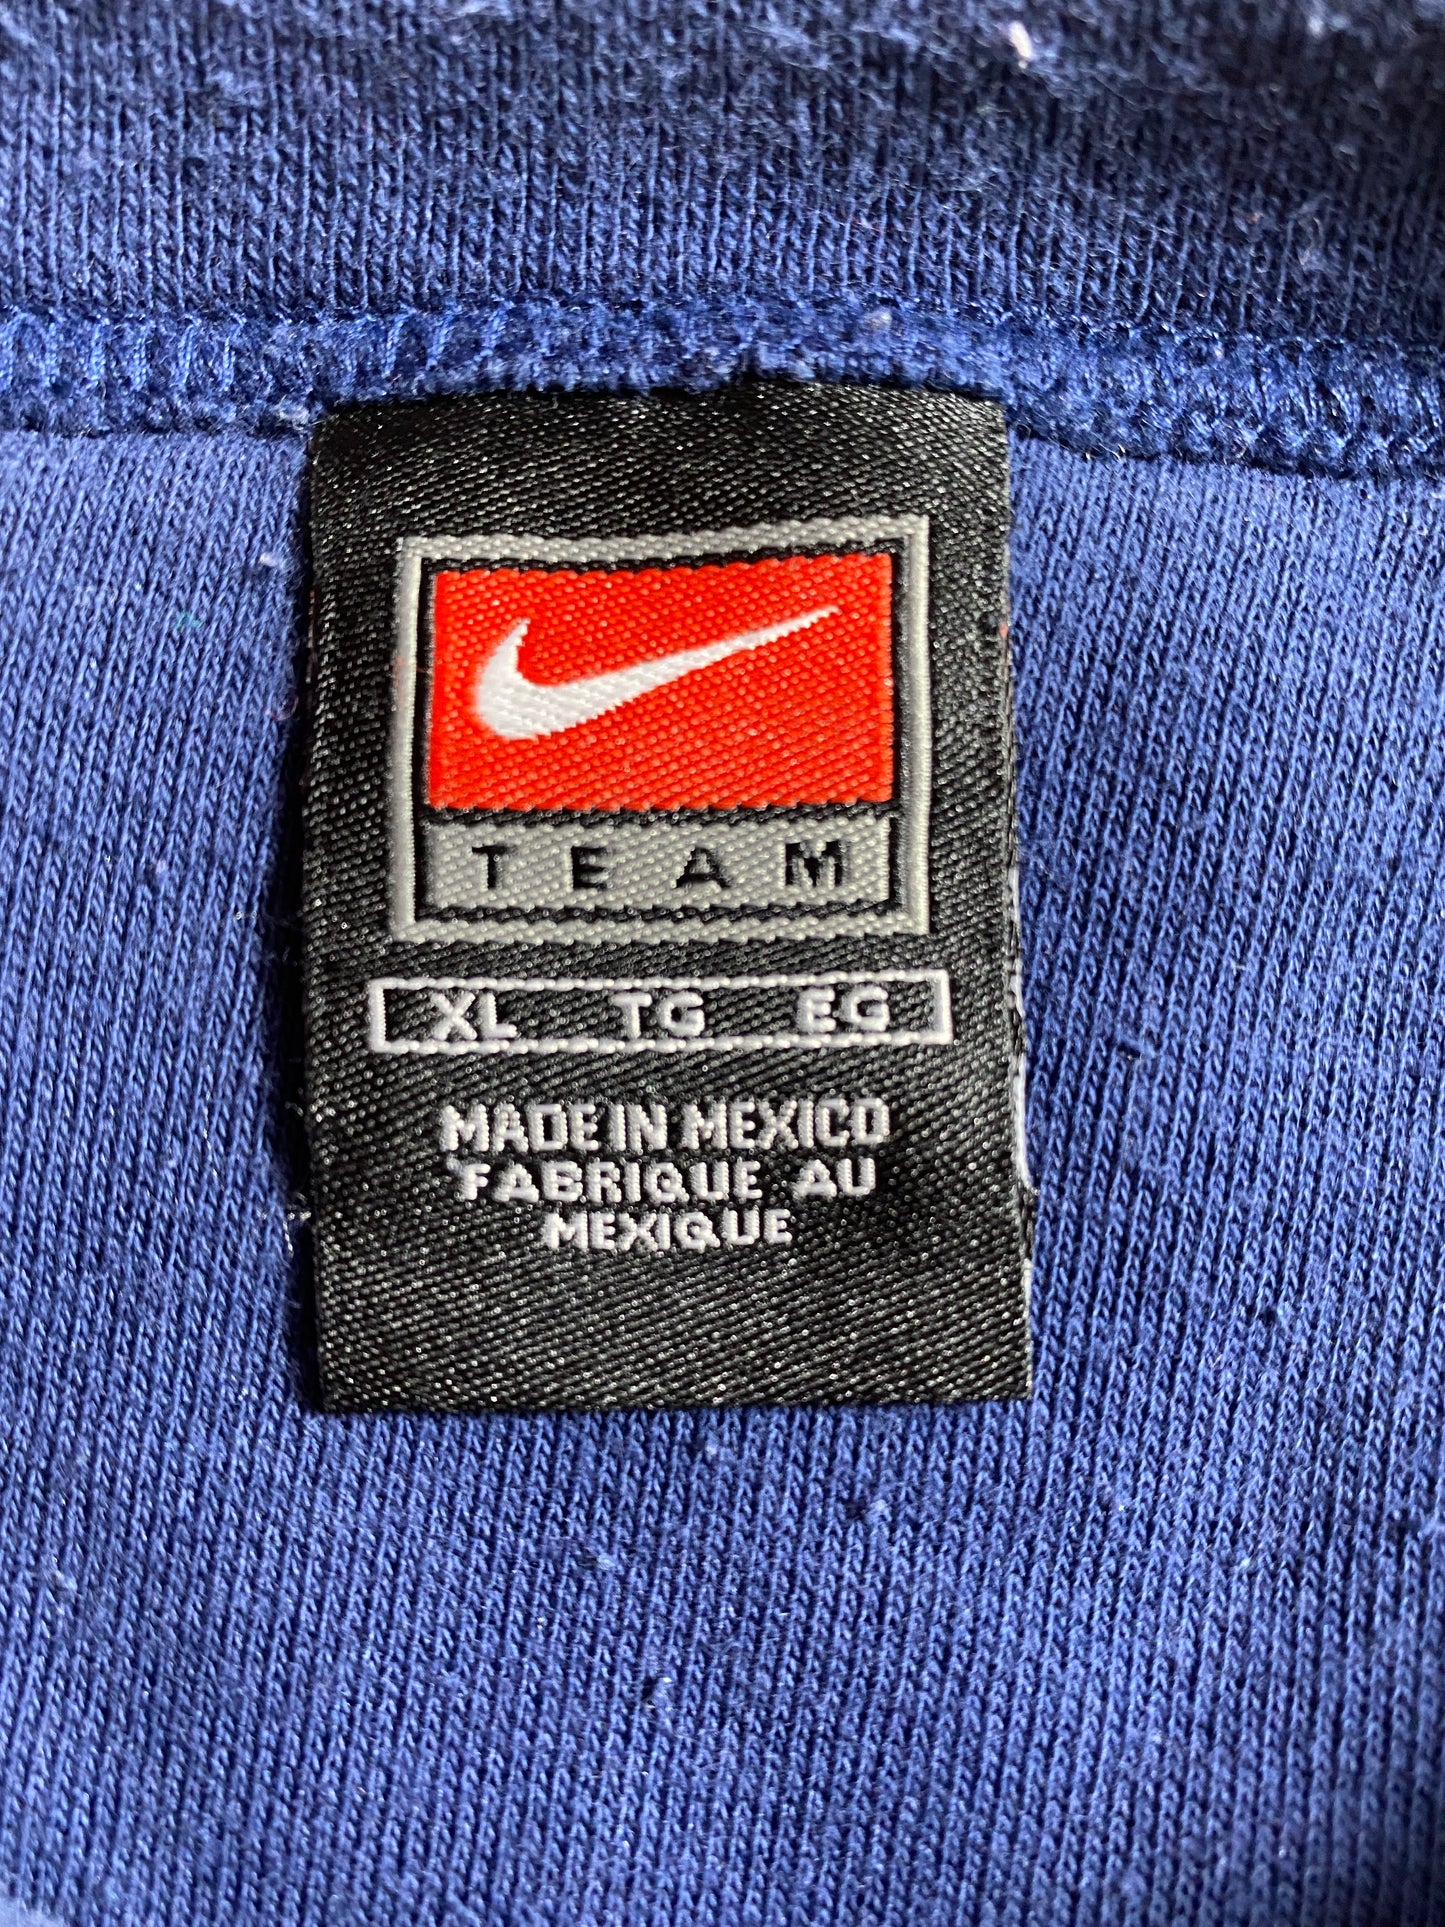 TEAM
XL TG EG
MADE IN MEXICO
FABRIQUE AU
MEXIQUE